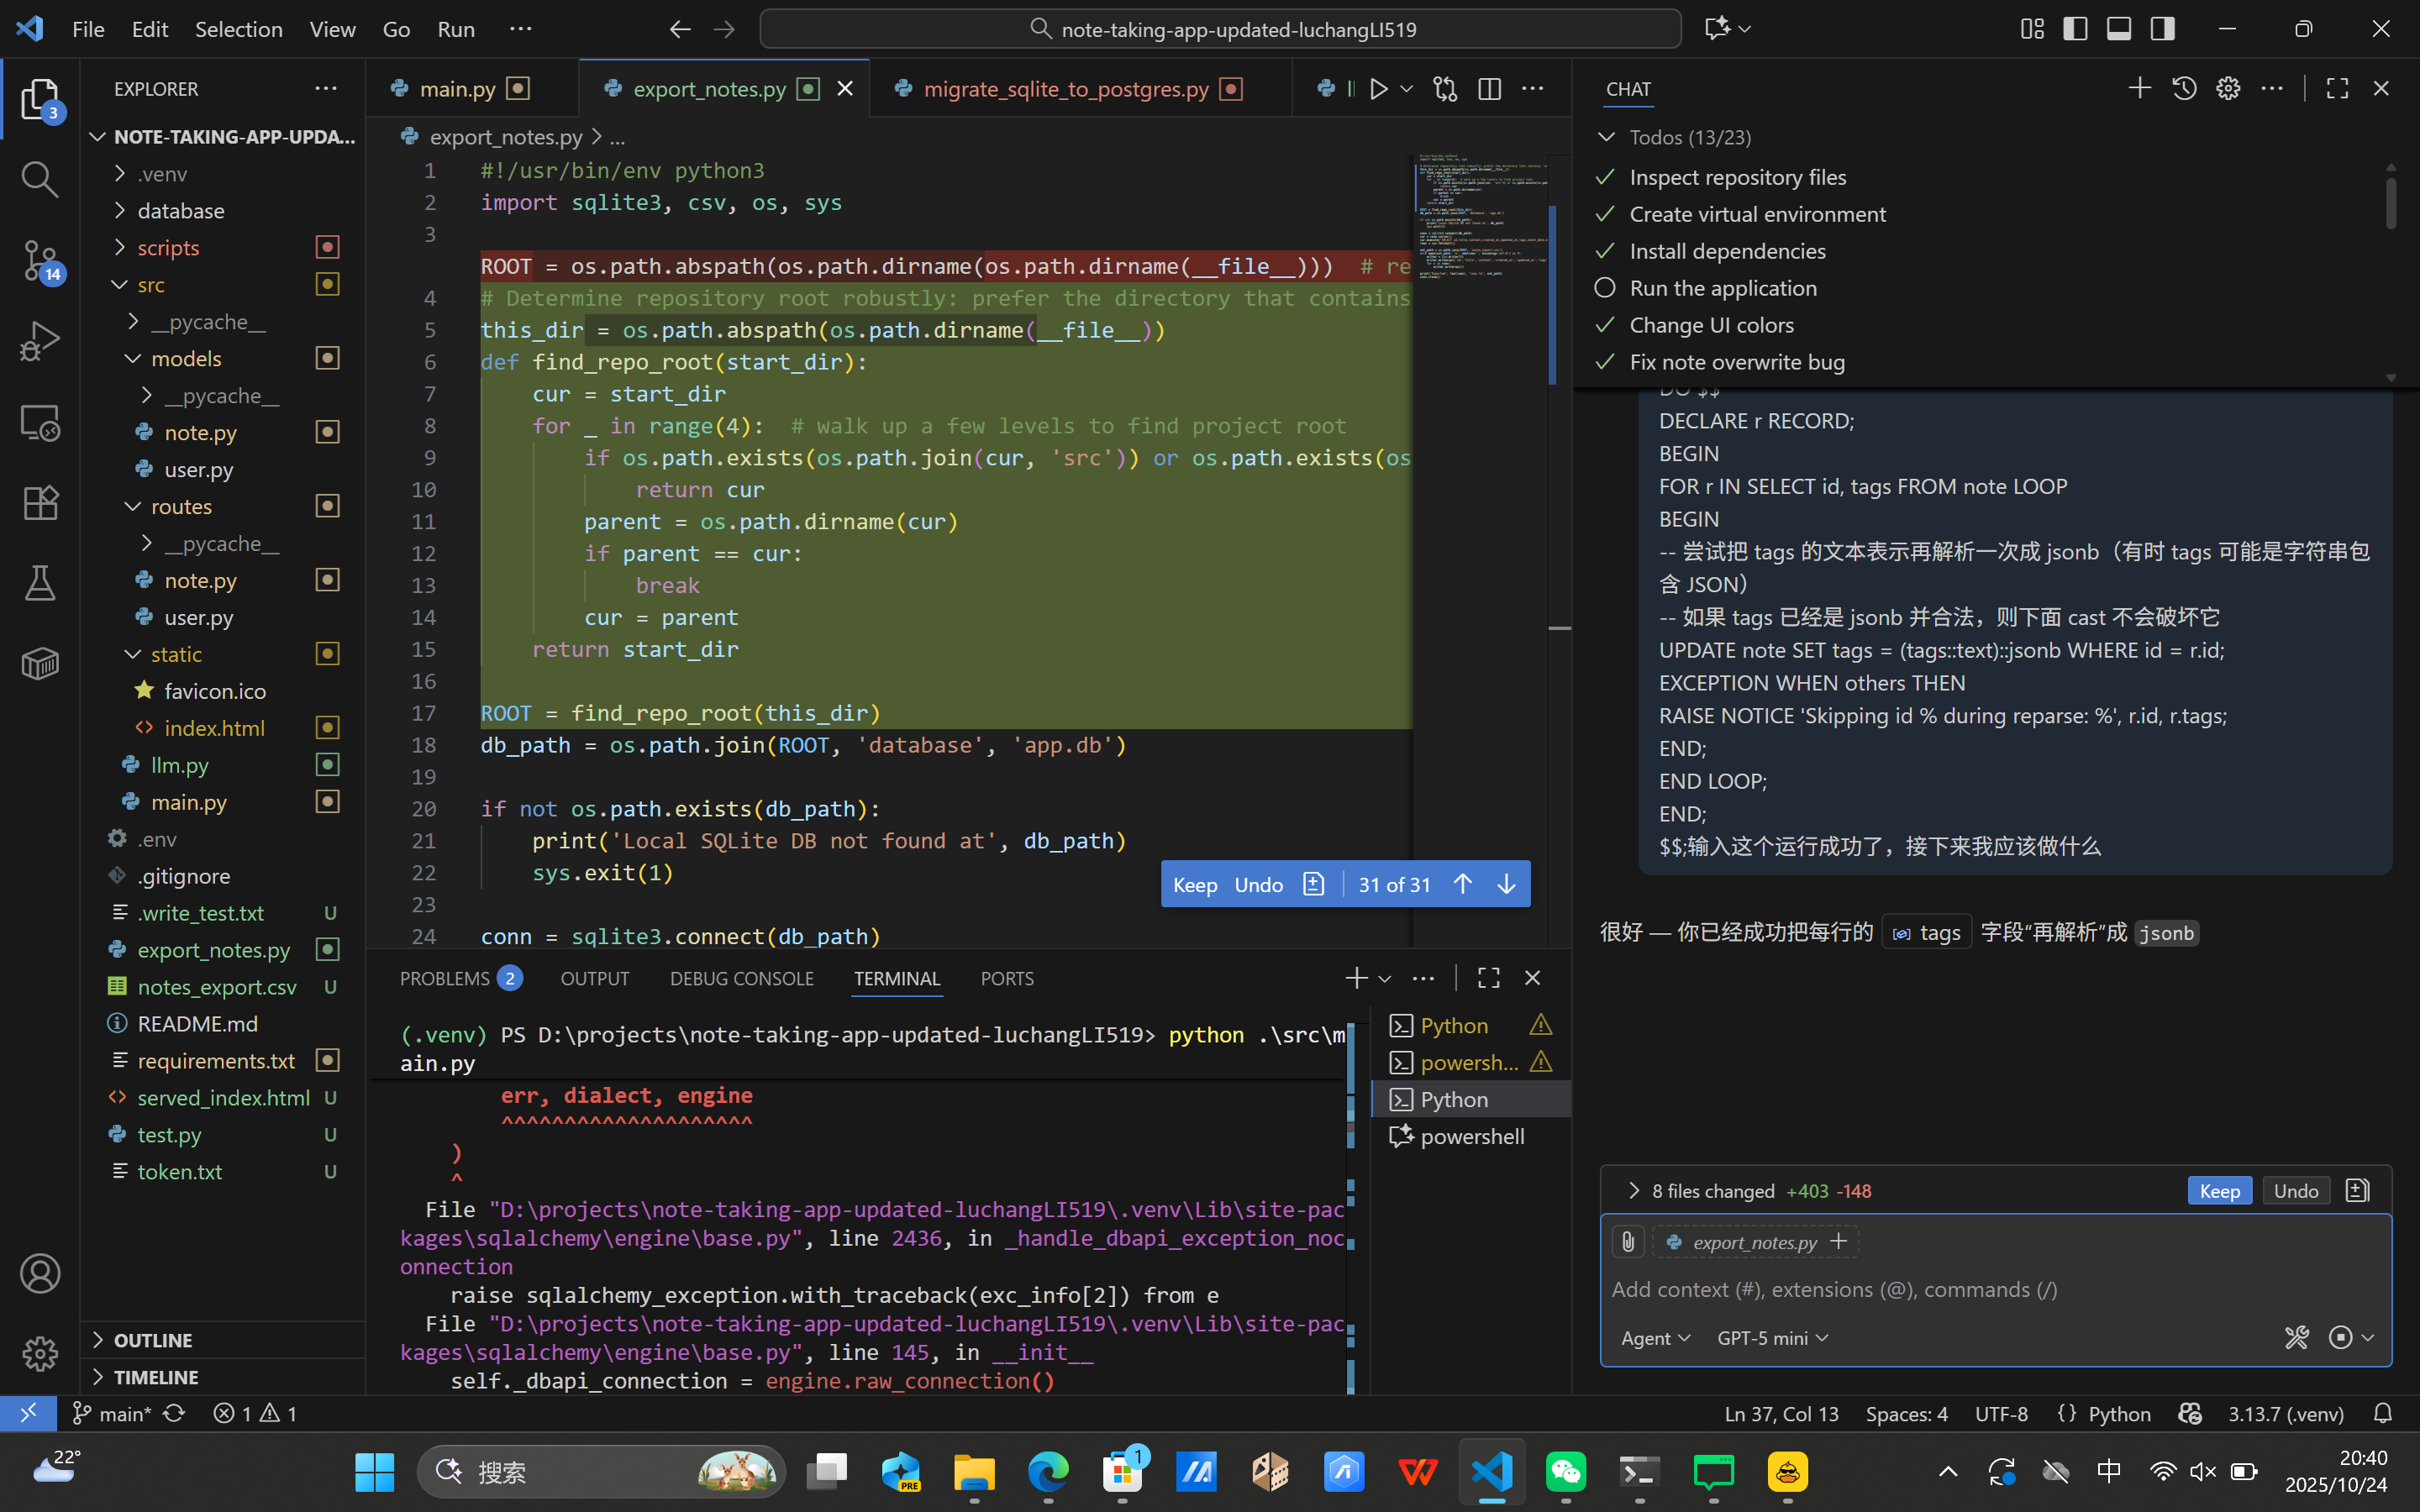 File Edit Selection View Go Run ···
note-taking-app-updated-luchangLI519
EXPLORER
3
NOTE-TAKING-APP-UPDA...
.venv
database
scripts
14
src
__pycache__
models
__pycache__
note.py
user.py
routes
__pycache__
note.py
user.py
static
favicon.ico
index.html
llm.py
main.py
.env
.gitignore
.write_test.txt U
export_notes.py
notes_export.csv U
README.md
requirements.txt
served_index.html U
test.py U
token.txt U
OUTLINE
TIMELINE
main.py
export_notes.py
migrate_sqlite_to_postgres.py
export_notes.py > ...
1 #!/usr/bin/env python3
2 import sqlite3, csv, os, sys
3
ROOT = os.path.abspath(os.path.dirname(os.path.dirname(__file__))) # re
4 # Determine repository root robustly: prefer the directory that contains
5 this_dir = os.path.abspath(os.path.dirname(__file__))
6 def find_repo_root(start_dir):
7 cur = start_dir
8 for _ in range(4): # walk up a few levels to find project root
9 if os.path.exists(os.path.join(cur, 'src')) or os.path.exists(os
10 return cur
11 parent = os.path.dirname(cur)
12 if parent == cur:
13 break
14 cur = parent
15 return start_dir
16
17 ROOT = find_repo_root(this_dir)
18 db_path = os.path.join(ROOT, 'database', 'app.db')
19
20 if not os.path.exists(db_path):
21 print('Local SQLite DB not found at', db_path)
22 sys.exit(1)
23
24 conn = sqlite3.connect(db_path)
Keep Undo 31 of 31
PROBLEMS 2 OUTPUT DEBUG CONSOLE TERMINAL PORTS
(.venv) PS D:\projects\note-taking-app-updated-luchangLI519> python .\src\m
ain.py
err, dialect, engine
^^^^^^^^^^^^^^^^^^^^
)
^
File "D:\projects\note-taking-app-updated-luchangLI519\.venv\Lib\site-pac
kages\sqlalchemy\engine\base.py", line 2436, in _handle_dbapi_exception_noc
onnection
raise sqlalchemy_exception.with_traceback(exc_info[2]) from e
File "D:\projects\note-taking-app-updated-luchangLI519\.venv\Lib\site-pac
kages\sqlalchemy\engine\base.py", line 145, in __init__
self._dbapi_connection = engine.raw_connection()
Python
powersh...
Python
powershell
CHAT
Todos (13/23)
Inspect repository files
Create virtual environment
Install dependencies
Run the application
Change UI colors
Fix note overwrite bug
DO $$
DECLARE r RECORD;
BEGIN
FOR r IN SELECT id, tags FROM note LOOP
BEGIN
-- 尝试把 tags 的文本表示再解析一次成 jsonb（有时 tags 可能是字符串包
含 JSON）
-- 如果 tags 已经是 jsonb 并合法，则下面 cast 不会破坏它
UPDATE note SET tags = (tags::text)::jsonb WHERE id = r.id;
EXCEPTION WHEN others THEN
RAISE NOTICE 'Skipping id % during reparse: %', r.id, r.tags;
END;
END LOOP;
END;
$$;输入这个运行成功了，接下来我应该做什么
很好 — 你已经成功把每行的 tags 字段“再解析”成 jsonb
8 files changed +403 -148 Keep Undo
export_notes.py
Add context (#), extensions (@), commands (/)
Agent GPT-5 mini
main* 1 1
Ln 37, Col 13 Spaces: 4 UTF-8 {} Python 3.13.7 (.venv)
22°
搜索
PRE
1
中
20:40
2025/10/24